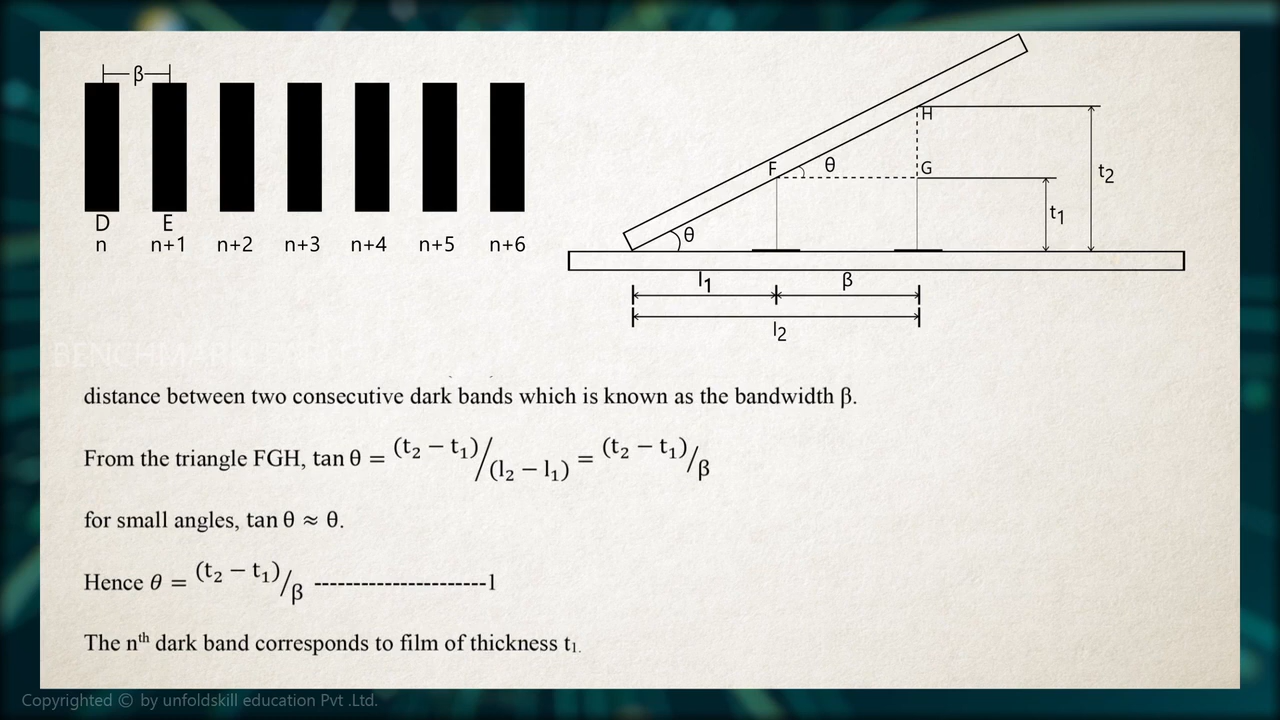 β
D
E
n
n+1
n+2
n+3
n+4
n+5
n+6
H
F
θ
G
t₂
t₁
θ
l₁
β
l₂
distance between two consecutive dark bands which is known as the bandwidth β.
From the triangle FGH, tan θ = (t₂ − t₁)/(l₂ − l₁) = (t₂ − t₁)/β
for small angles, tan θ ≈ θ.
Hence θ = (t₂ − t₁)/β ----------------------1
The nᵗʰ dark band corresponds to film of thickness t₁.
Copyrighted © by unfoldskill education Pvt .Ltd.